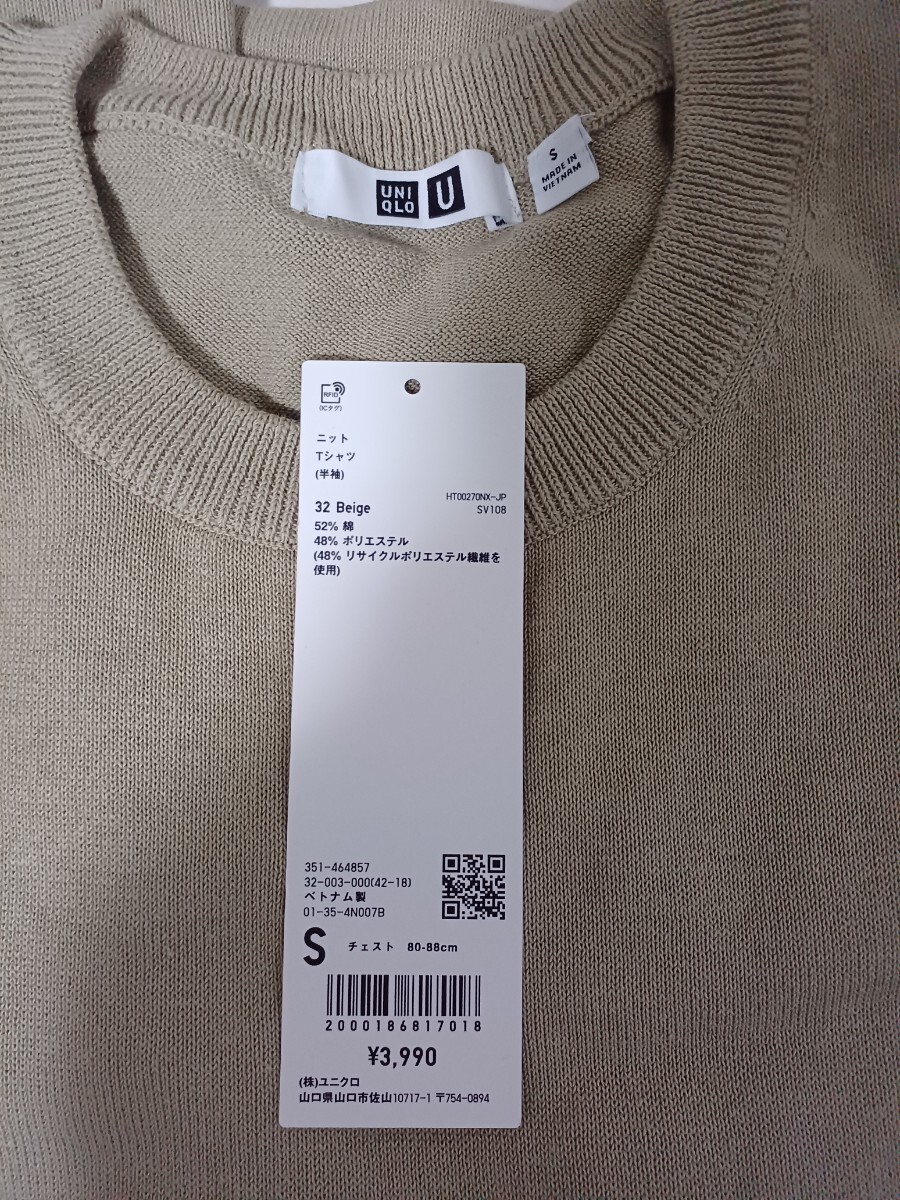 UNI
QLO
U
S
MADE IN
VIETNAM
RFID
(ICタグ)
ニット
Tシャツ
(半袖)
HT00270NX-JP
32 Beige
SV108
52% 綿
48% ポリエステル
(48% リサイクルポリエステル繊維を
使用)
351-464857
32-003-000(42-18)
ベトナム製
01-35-4N007B
S チェスト 80-88cm
2000186817018
¥3,990
(株)ユニクロ
山口県山口市佐山10717-1 〒754-0894